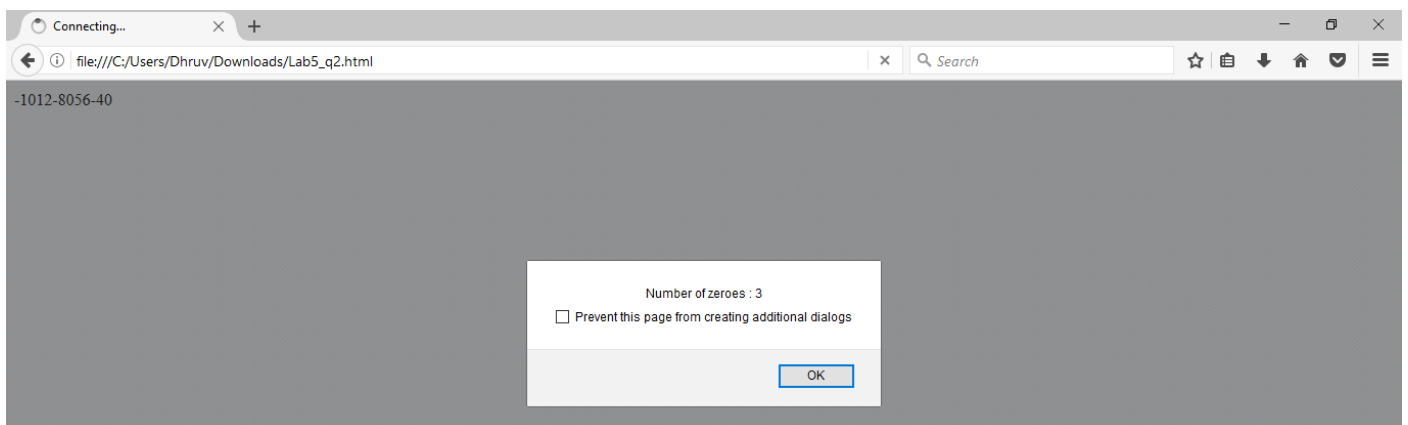 Connecting...
file:///C:/Users/Dhruv/Downloads/Lab5_q2.html
Search
-1012-8056-40
Number of zeroes : 3
Prevent this page from creating additional dialogs
OK